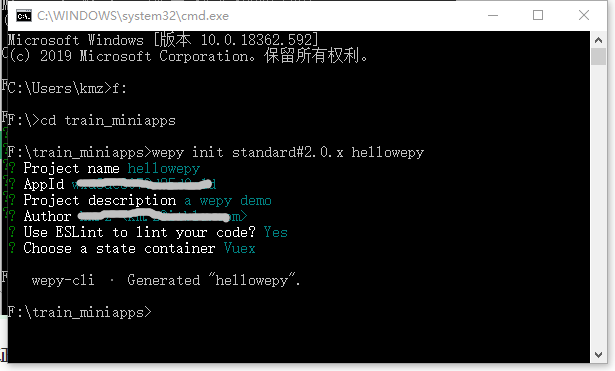 C:\WINDOWS\system32\cmd.exe
Microsoft Windows [版本 10.0.18362.592]
(c) 2019 Microsoft Corporation。保留所有权利。
C:\Users\kmz>f:
F:\>cd train_miniapps
F:\train_miniapps>wepy init standard#2.0.x hellowepy
? Project name hellowepy
? AppId
? Project description a wepy demo
? Author
? Use ESLint to lint your code? Yes
? Choose a state container Vuex
wepy-cli · Generated "hellowepy".
F:\train_miniapps>